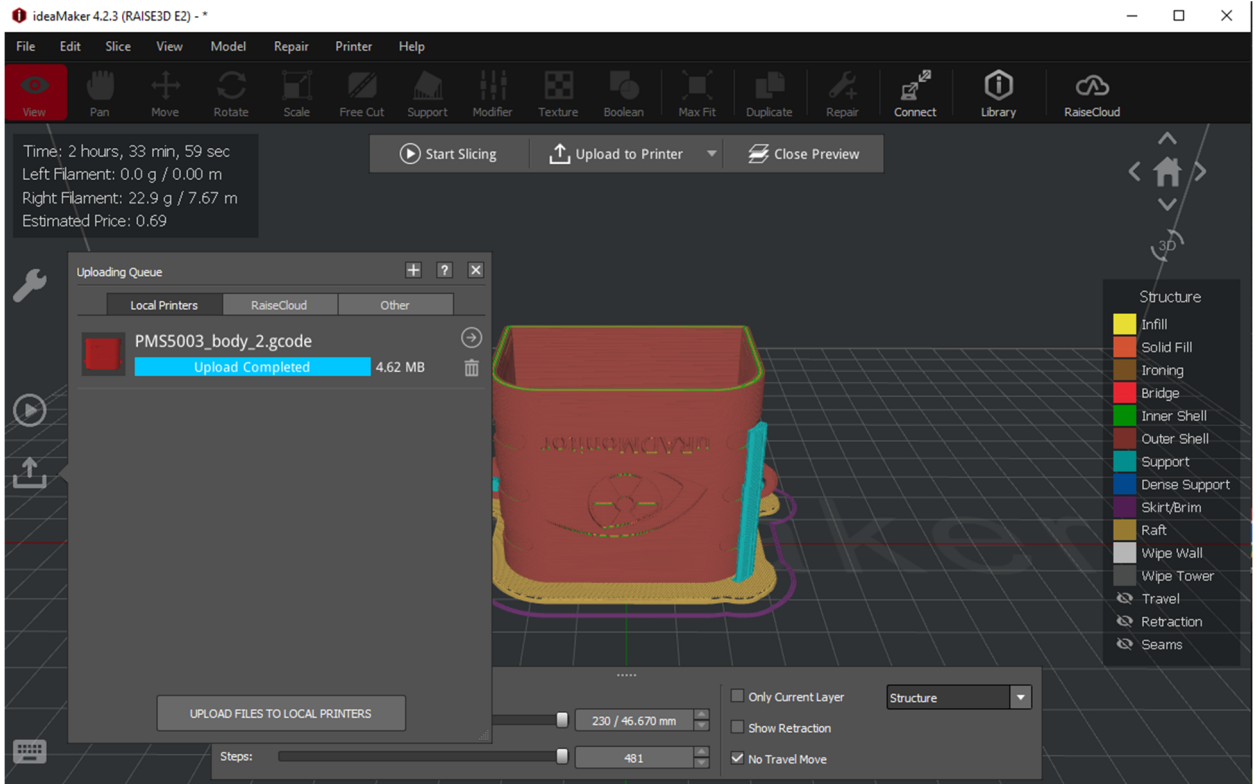 ideaMaker 4.2.3 (RAISE3D E2) - *
File Edit Slice View Model Repair Printer Help
View Pan Move Rotate Scale Free Cut Support Modifier Texture Boolean Max Fit Duplicate Repair Connect Library RaiseCloud
Time: 2 hours, 33 min, 59 sec
Left Filament: 0.0 g / 0.00 m
Right Filament: 22.9 g / 7.67 m
Estimated Price: 0.69
Start Slicing Upload to Printer Close Preview
3D
Uploading Queue
Local Printers RaiseCloud Other
PMS5003_body_2.gcode
Upload Completed 4.62 MB
UPLOAD FILES TO LOCAL PRINTERS
Structure
Infill
Solid Fill
Ironing
Bridge
Inner Shell
Outer Shell
Support
Dense Support
Skirt/Brim
Raft
Wipe Wall
Wipe Tower
Travel
Retraction
Seams
230 / 46.670 mm
Steps: 481
Only Current Layer Structure
Show Retraction
No Travel Move